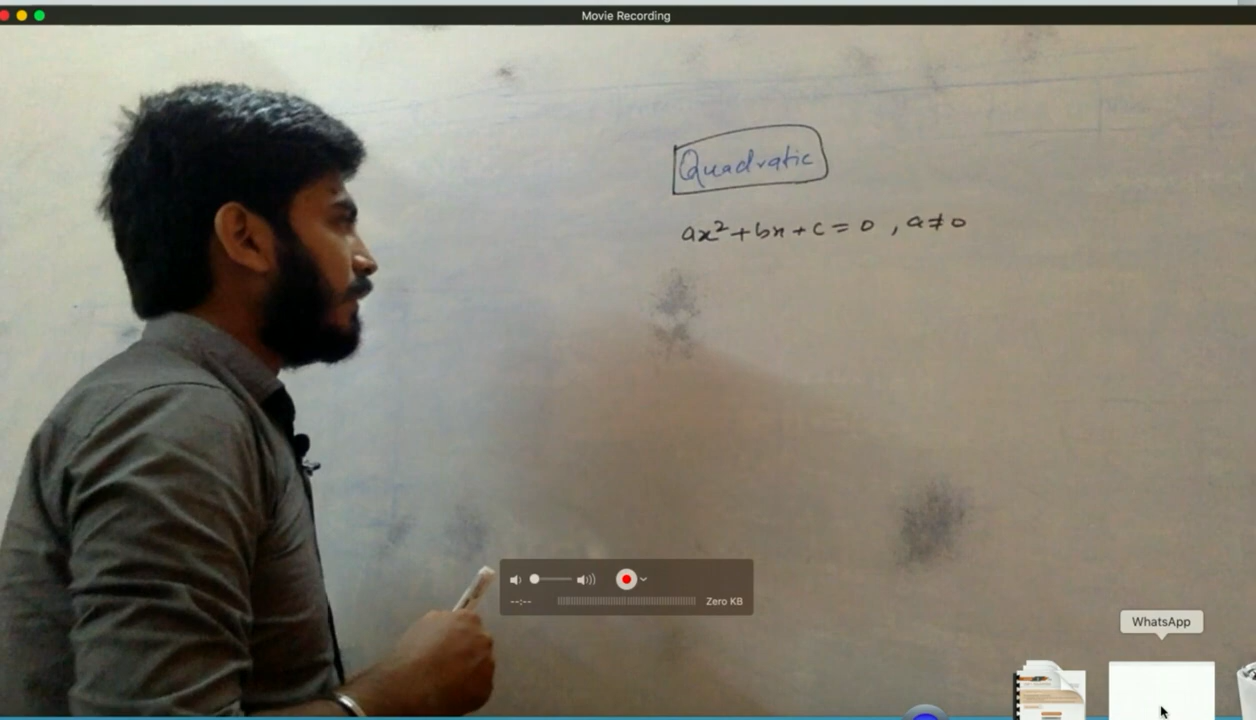 Movie Recording
Quadratic
ax²+bx+c=0, a≠0
--:-- Zero KB
WhatsApp